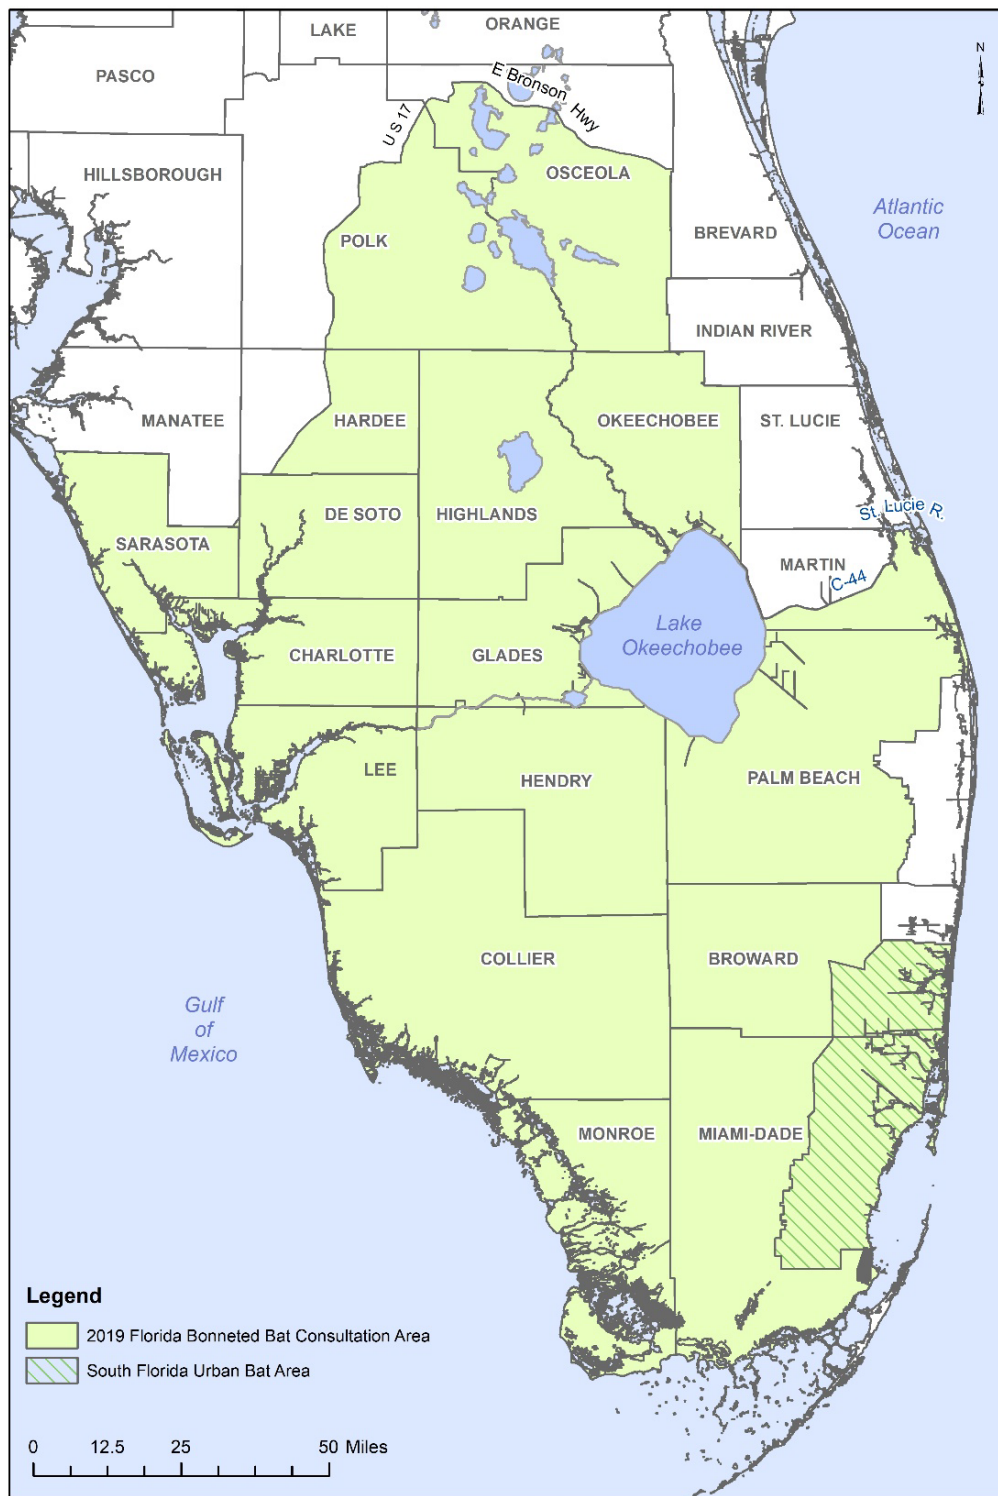 LAKE
ORANGE
PASCO
E Bronson Hwy
N
U S 17
HILLSBOROUGH
OSCEOLA
Atlantic
Ocean
POLK
BREVARD
INDIAN RIVER
MANATEE
HARDEE
OKEECHOBEE
ST. LUCIE
DE SOTO
HIGHLANDS
St. Lucie R.
SARASOTA
MARTIN
C-44
Lake
Okeechobee
CHARLOTTE
GLADES
LEE
HENDRY
PALM BEACH
COLLIER
BROWARD
Gulf
of
Mexico
MONROE
MIAMI-DADE
Legend
2019 Florida Bonneted Bat Consultation Area
South Florida Urban Bat Area
0 12.5 25 50 Miles